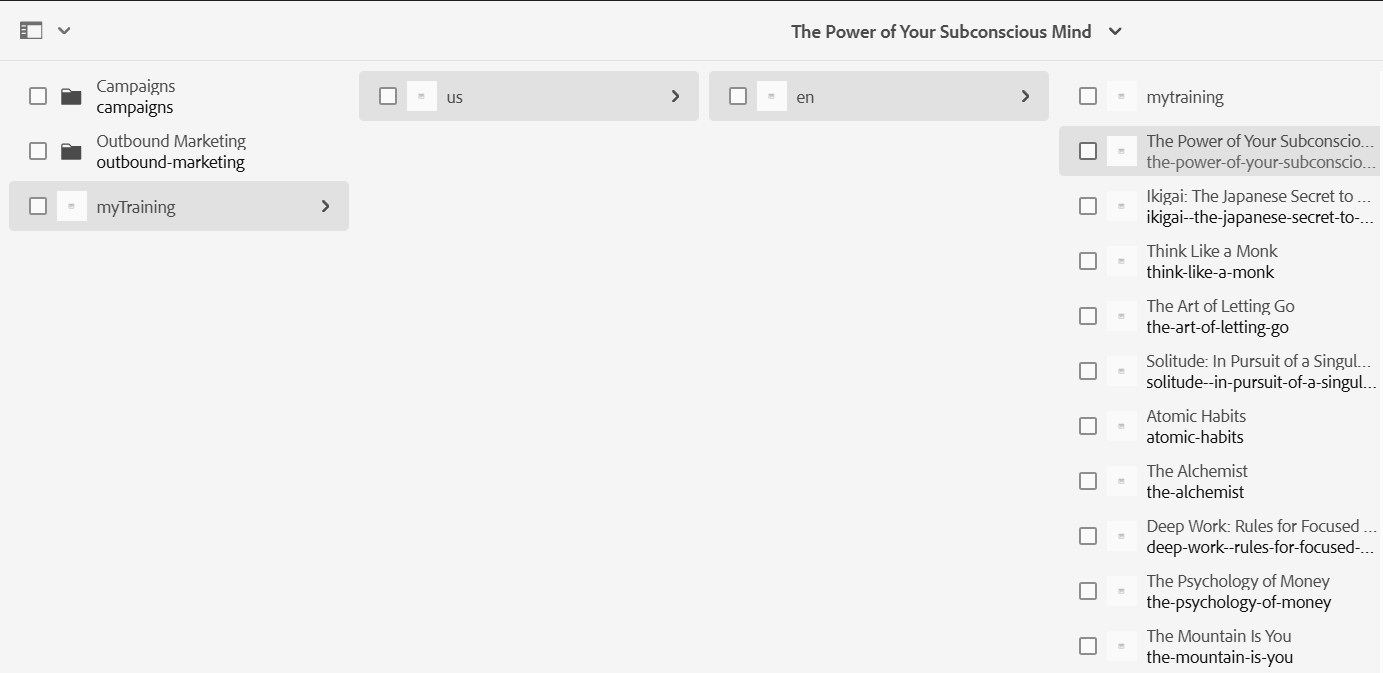 The Power of Your Subconscious Mind
Campaigns
campaigns
Outbound Marketing
outbound-marketing
myTraining
us
en
mytraining
The Power of Your Subconscio...
the-power-of-your-subconscio...
Ikigai: The Japanese Secret to ...
ikigai--the-japanese-secret-to-...
Think Like a Monk
think-like-a-monk
The Art of Letting Go
the-art-of-letting-go
Solitude: In Pursuit of a Singul...
solitude--in-pursuit-of-a-singul...
Atomic Habits
atomic-habits
The Alchemist
the-alchemist
Deep Work: Rules for Focused ...
deep-work--rules-for-focused-...
The Psychology of Money
the-psychology-of-money
The Mountain Is You
the-mountain-is-you